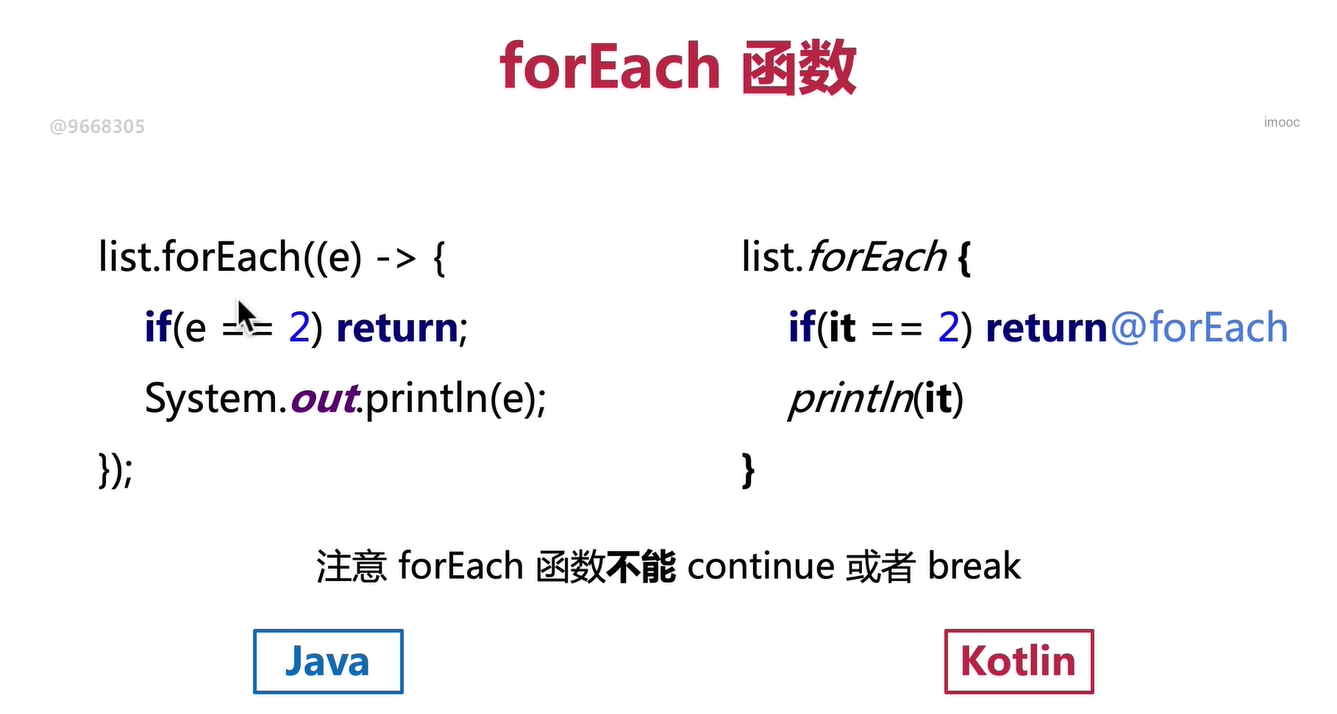 forEach 函数
@9668305
imooc
list.forEach((e) -> {
if(e == 2) return;
System.out.println(e);
});
list.forEach {
if(it == 2) return@forEach
println(it)
}
注意 forEach 函数不能 continue 或者 break
Java
Kotlin